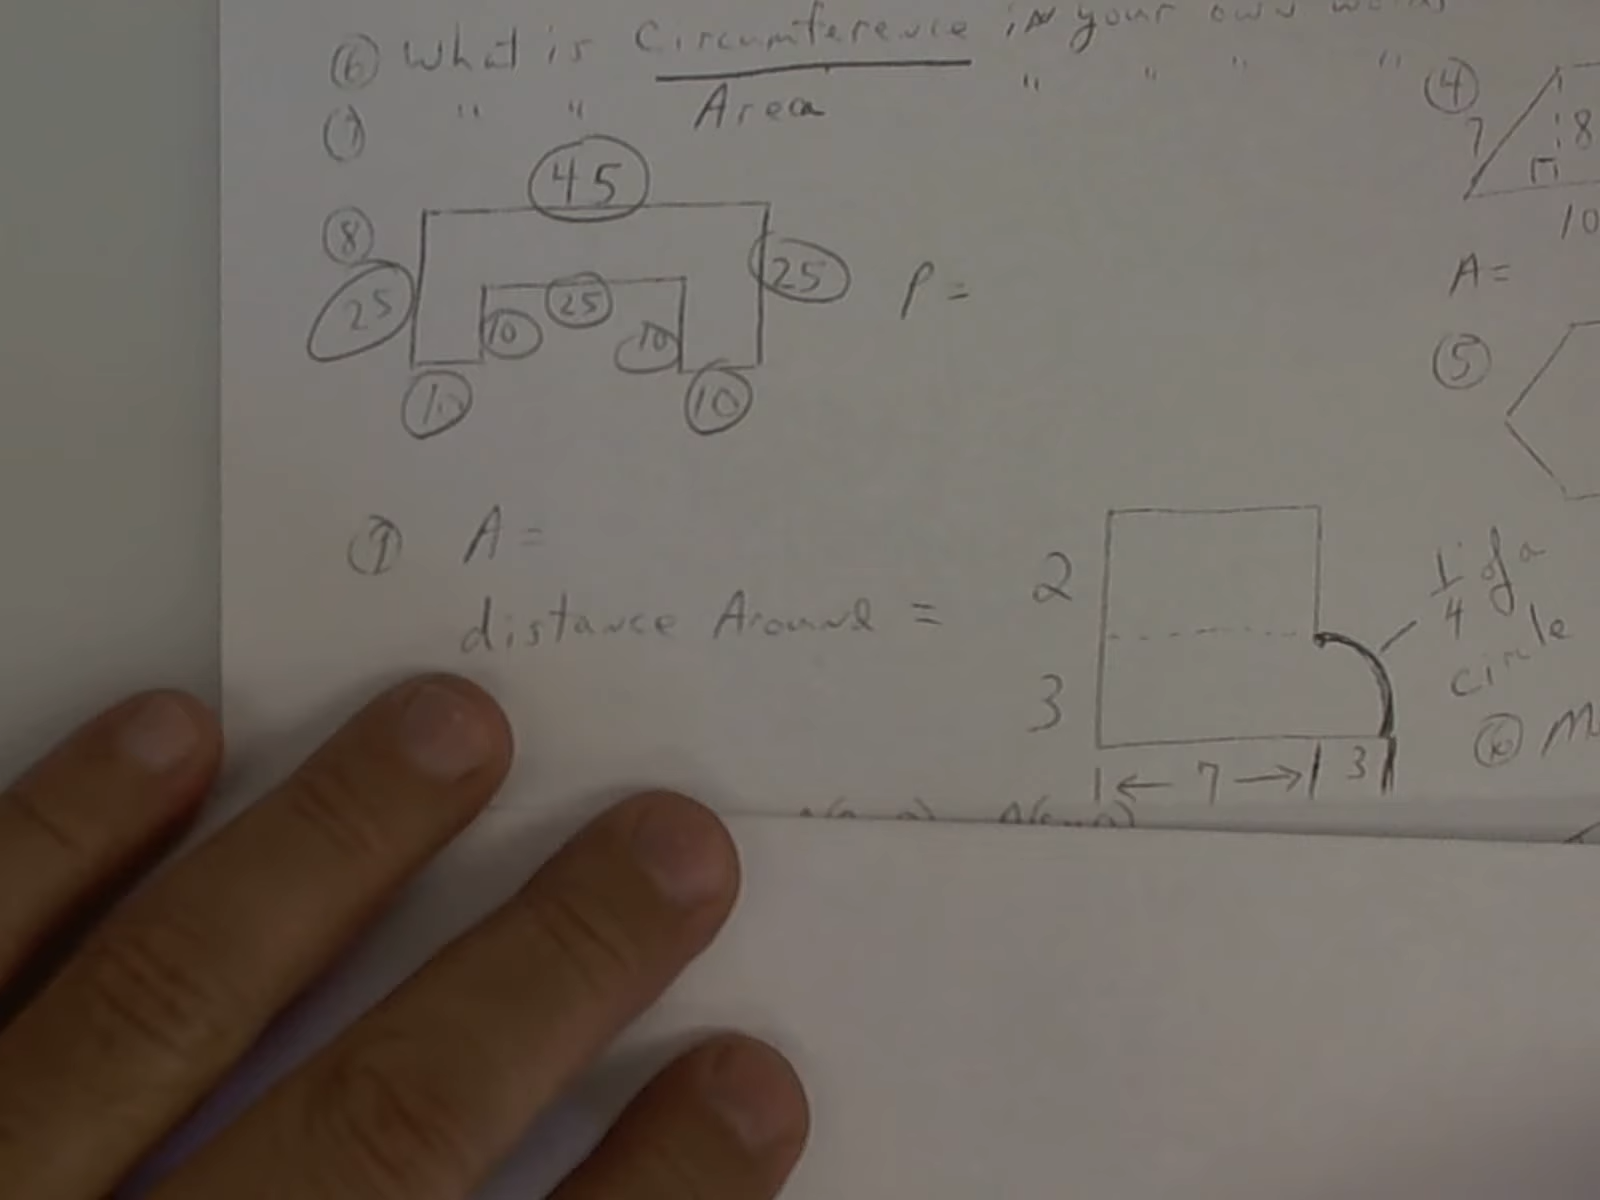 ⑥ What is Circumference in your own words
⑦ " " Area " " " "
45
⑧
25
25
10
25
10
10
10
P =
④
7
8
10
A =
⑤
⑨ A =
distance Around =
2
3
1/4 of a
circle
← 7 →
3